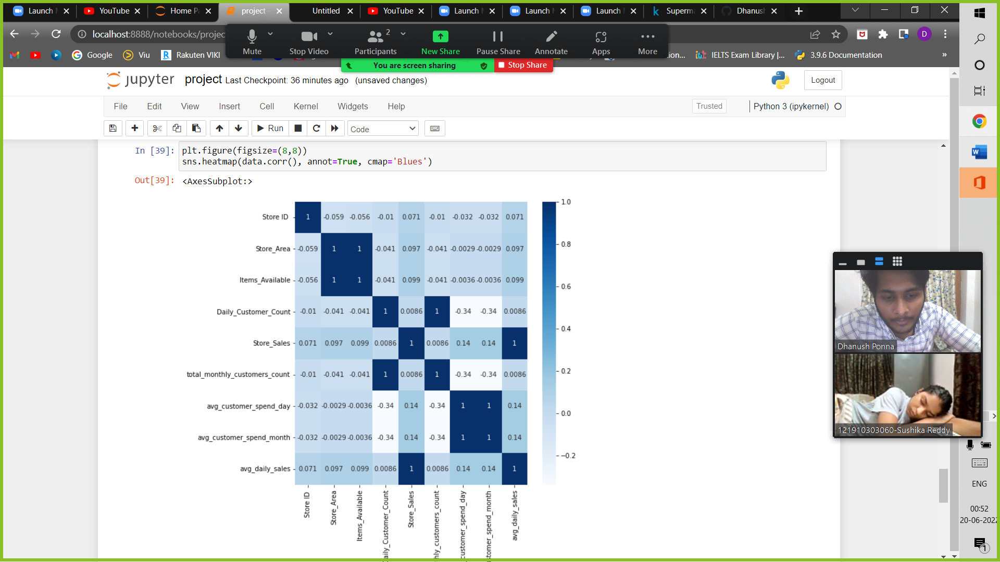 Launch
YouTube
Home P
project
Untitled
YouTube
Launch
Launch
Launch
Superma
Dhanus
localhost:8888/notebooks/projec
Mute
Stop Video
Participants
2
New Share
Pause Share
Annotate
Apps
More
D
Google
Viu
Rakuten VIKI
ion...
IELTS Exam Library |...
3.9.6 Documentation
»
You are screen sharing
Stop Share
jupyter project Last Checkpoint: 36 minutes ago (unsaved changes)
Logout
File Edit View Insert Cell Kernel Widgets Help
Trusted
Python 3 (ipykernel)
Run
Code
In [39]: plt.figure(figsize=(8,8))
sns.heatmap(data.corr(), annot=True, cmap='Blues')
Out[39]: <AxesSubplot:>
Store ID 1 -0.059 -0.056 -0.01 0.071 -0.01 -0.032 -0.032 0.071
Store_Area -0.059 1 1 -0.041 0.097 -0.041 -0.0029 -0.0029 0.097
Items_Available -0.056 1 1 -0.041 0.099 -0.041 -0.0036 -0.0036 0.099
Daily_Customer_Count -0.01 -0.041 -0.041 1 0.0086 1 -0.34 -0.34 0.0086
Store_Sales 0.071 0.097 0.099 0.0086 1 0.0086 0.14 0.14 1
total_monthly_customers_count -0.01 -0.041 -0.041 1 0.0086 1 -0.34 -0.34 0.0086
avg_customer_spend_day -0.032 -0.0029 -0.0036 -0.34 0.14 -0.34 1 1 0.14
avg_customer_spend_month -0.032 -0.0029 -0.0036 -0.34 0.14 -0.34 1 1 0.14
avg_daily_sales 0.071 0.097 0.099 0.0086 1 0.0086 0.14 0.14 1
Store ID
Store_Area
Items_Available
aily_Customer_Count
Store_Sales
hly_customers_count
customer_spend_day
stomer_spend_month
avg_daily_sales
1.0
0.8
0.6
0.4
0.2
0.0
−0.2
Dhanush Ponna
121910303060-Sushika Reddy
W
ENG
00:52
20-06-2022
1